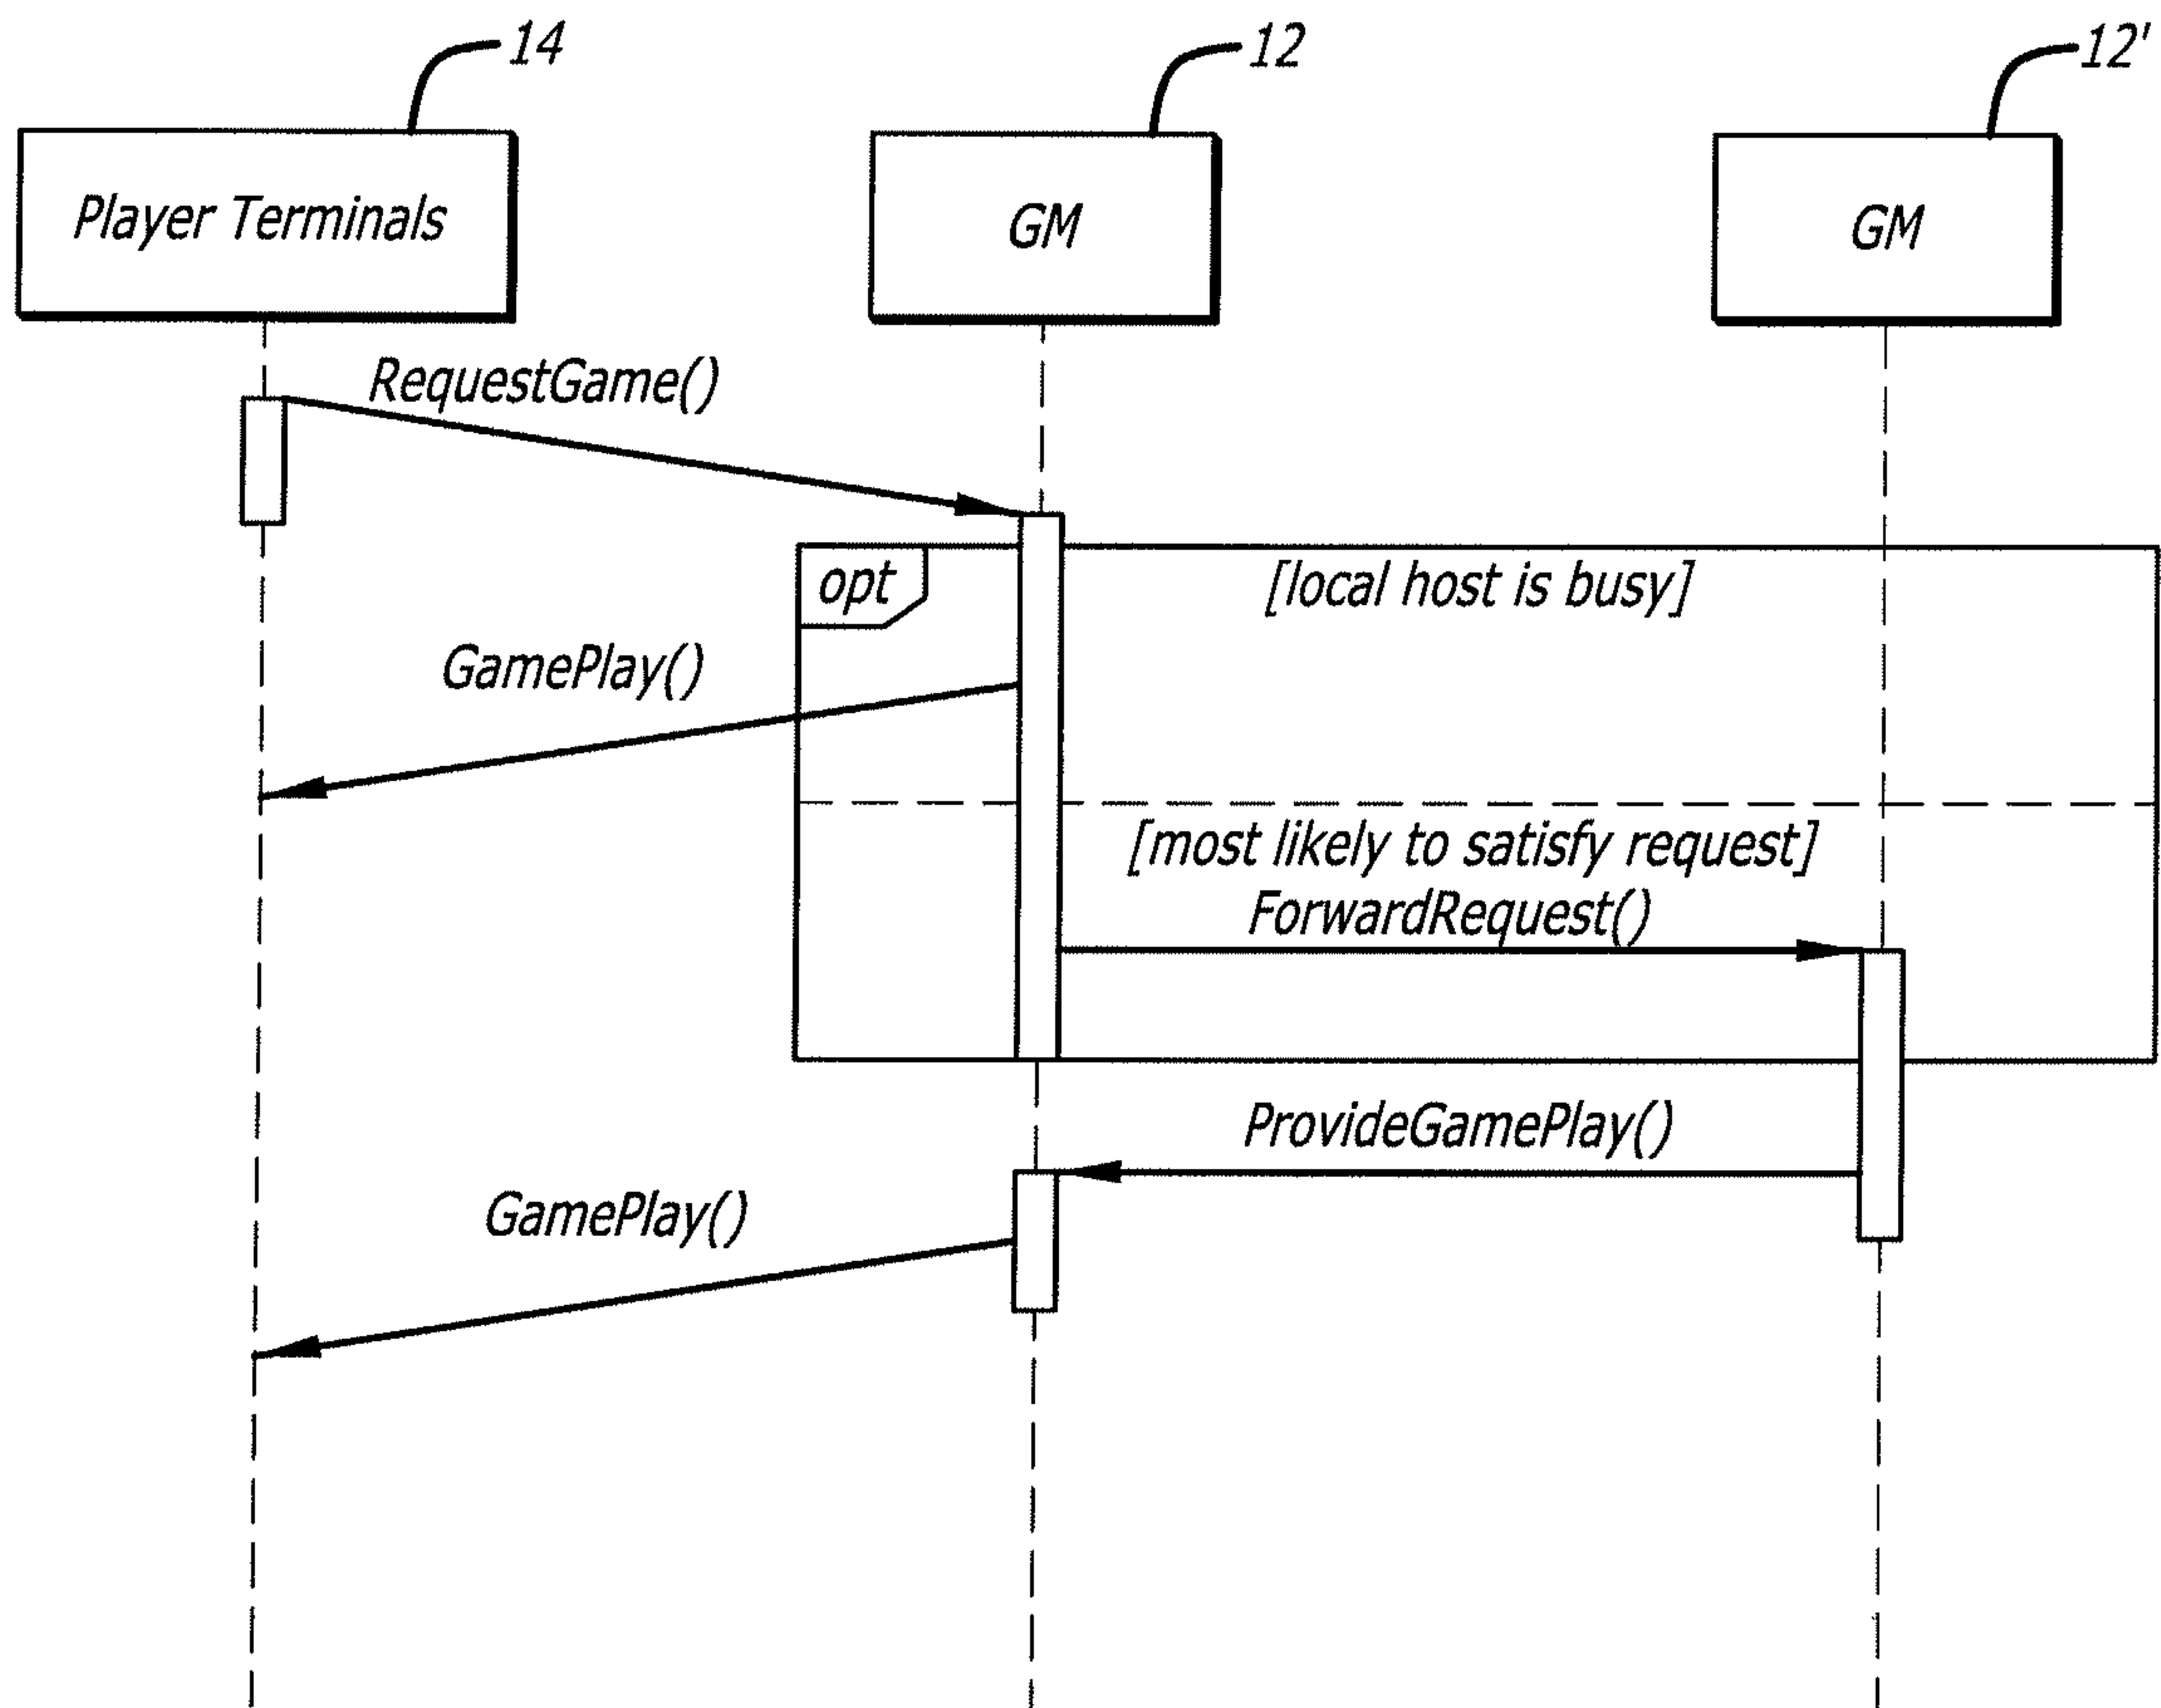 14
12
12'
Player Terminals
GM
GM
RequestGame()
opt
[local host is busy]
GamePlay()
[most likely to satisfy request]
ForwardRequest()
ProvideGamePlay()
GamePlay()